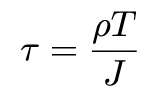 τ = ρT / J